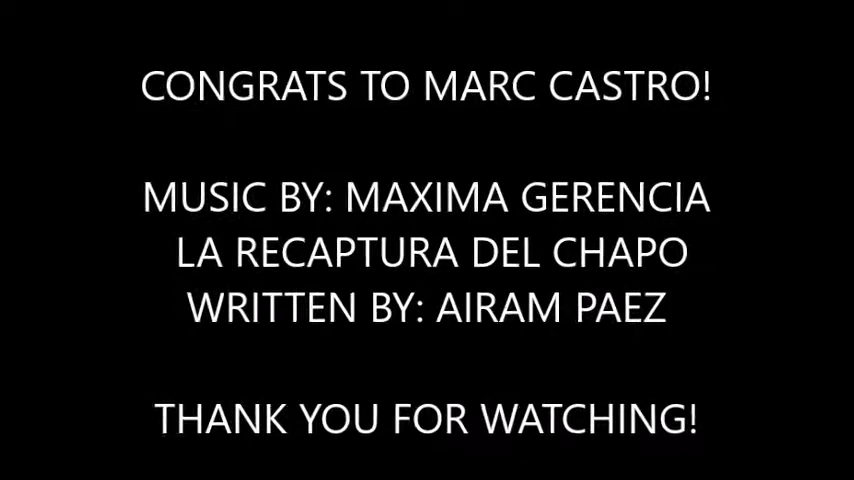 CONGRATS TO MARC CASTRO!
MUSIC BY: MAXIMA GERENCIA
LA RECAPTURA DEL CHAPO
WRITTEN BY: AIRAM PAEZ
THANK YOU FOR WATCHING!